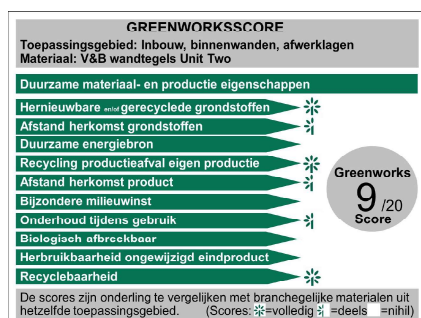 GREENWORKSSCORE
Toepassingsgebied: Inbouw, binnenwanden, afwerklagen
Materiaal: V&B wandtegels Unit Two
Duurzame materiaal- en productie eigenschappen
Hernieuwbare en/of gerecyclede grondstoffen
Afstand herkomst grondstoffen
Duurzame energiebron
Recycling productieafval eigen productie
Afstand herkomst product
Bijzondere milieuwinst
Onderhoud tijdens gebruik
Biologisch afbreekbaar
Herbruikbaarheid ongewijzigd eindproduct
Recyclebaarheid
Greenworks
9 /20
Score
De scores zijn onderling te vergelijken met branchegelijke materialen uit
hetzelfde toepassingsgebied. (Scores: =volledig =deels =nihil)